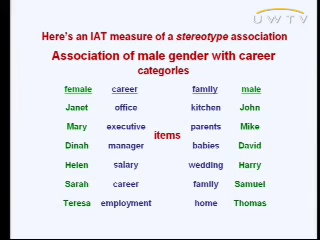 UWTV
Here's an IAT measure of a stereotype association
Association of male gender with career
categories
female career family male
Janet office kitchen John
Mary executive parents Mike
items
Dinah manager babies David
Helen salary wedding Harry
Sarah career family Samuel
Teresa employment home Thomas